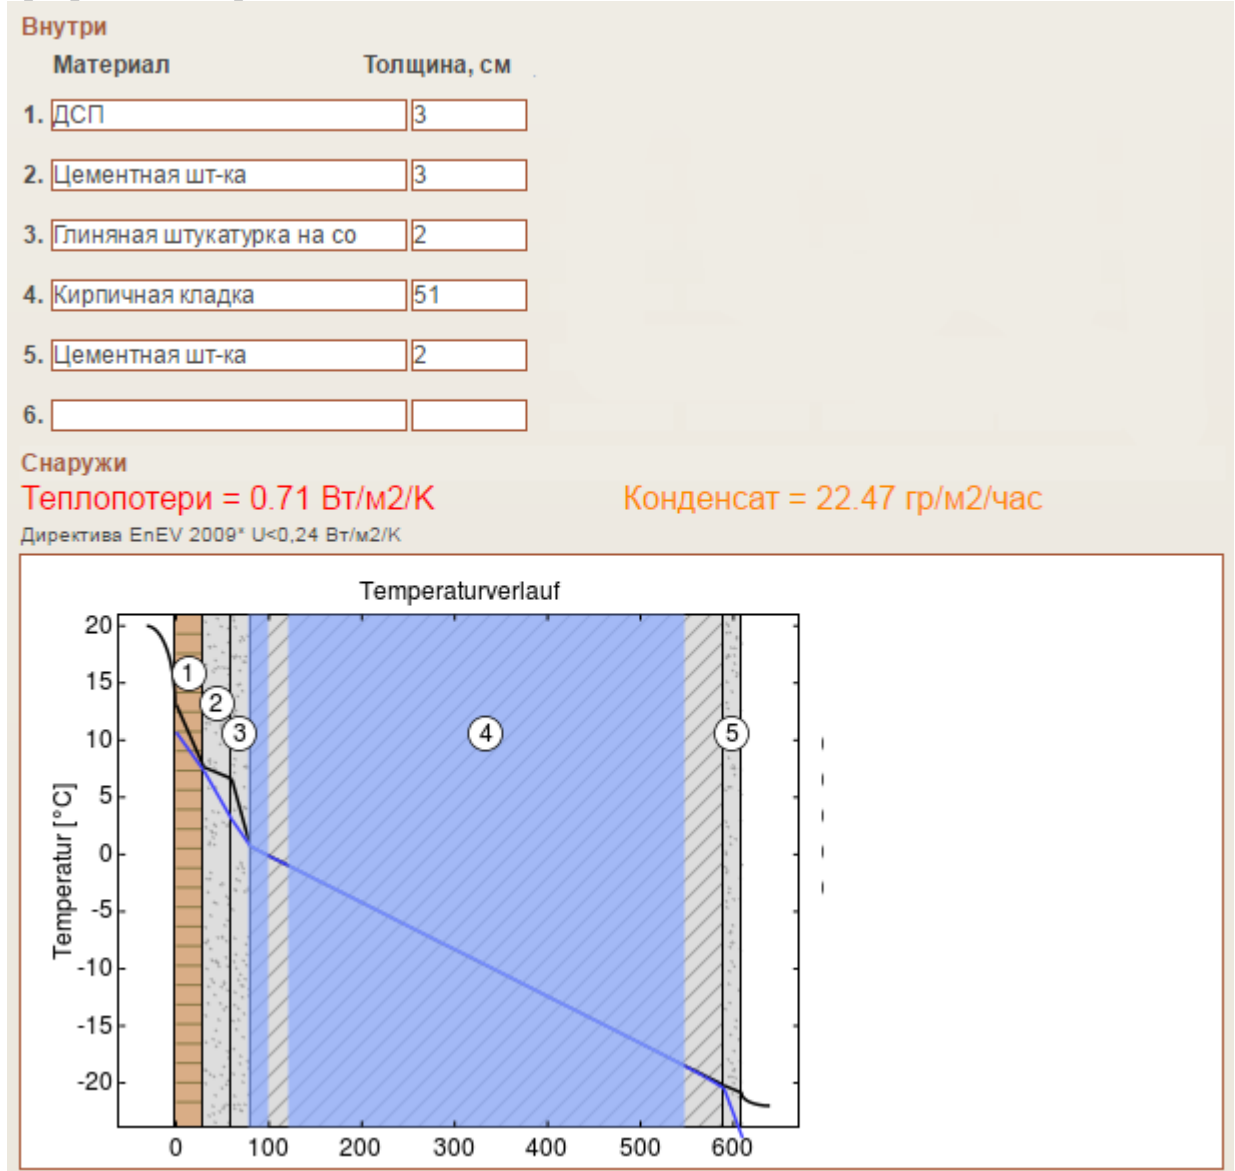 Внутри
Материал Толщина, см
1. ДСП 3
2. Цементная шт-ка 3
3. Глиняная штукатурка на со 2
4. Кирпичная кладка 51
5. Цементная шт-ка 2
6.
Снаружи
Теплопотери = 0.71 Вт/м2/K Конденсат = 22.47 гр/м2/час
Директива EnEV 2009* U<0,24 Вт/м2/K
Temperaturverlauf
20
15
10
5
0
-5
-10
-15
-20
Temperatur [°C]
1
2
3
4
5
0 100 200 300 400 500 600